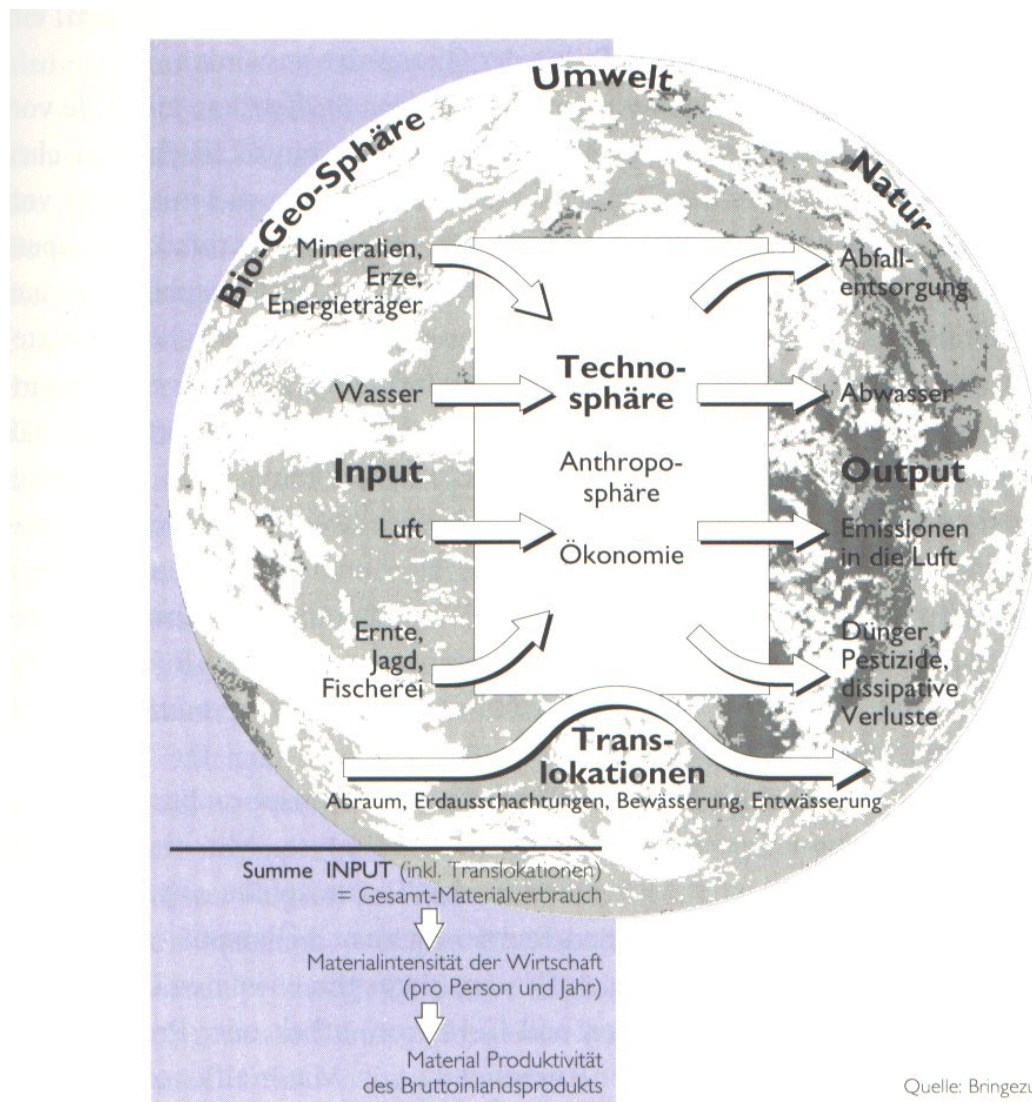 Umwelt
Bio-Geo-Sphäre
Natur
Mineralien,
Erze,
Energieträger
Abfall-
entsorgung
Wasser
Techno-
sphäre
Abwasser
Input
Anthropo-
sphäre
Output
Luft
Ökonomie
Emissionen
in die Luft
Ernte,
Jagd,
Fischerei
Dünger,
Pestizide,
dissipative
Verluste
Trans-
lokationen
Abraum, Erdausschachtungen, Bewässerung, Entwässerung
Summe INPUT (inkl. Translokationen)
= Gesamt-Materialverbrauch
Materialintensität der Wirtschaft
(pro Person und Jahr)
Material Produktivität
des Bruttoinlandsprodukts
Quelle: Bringezu